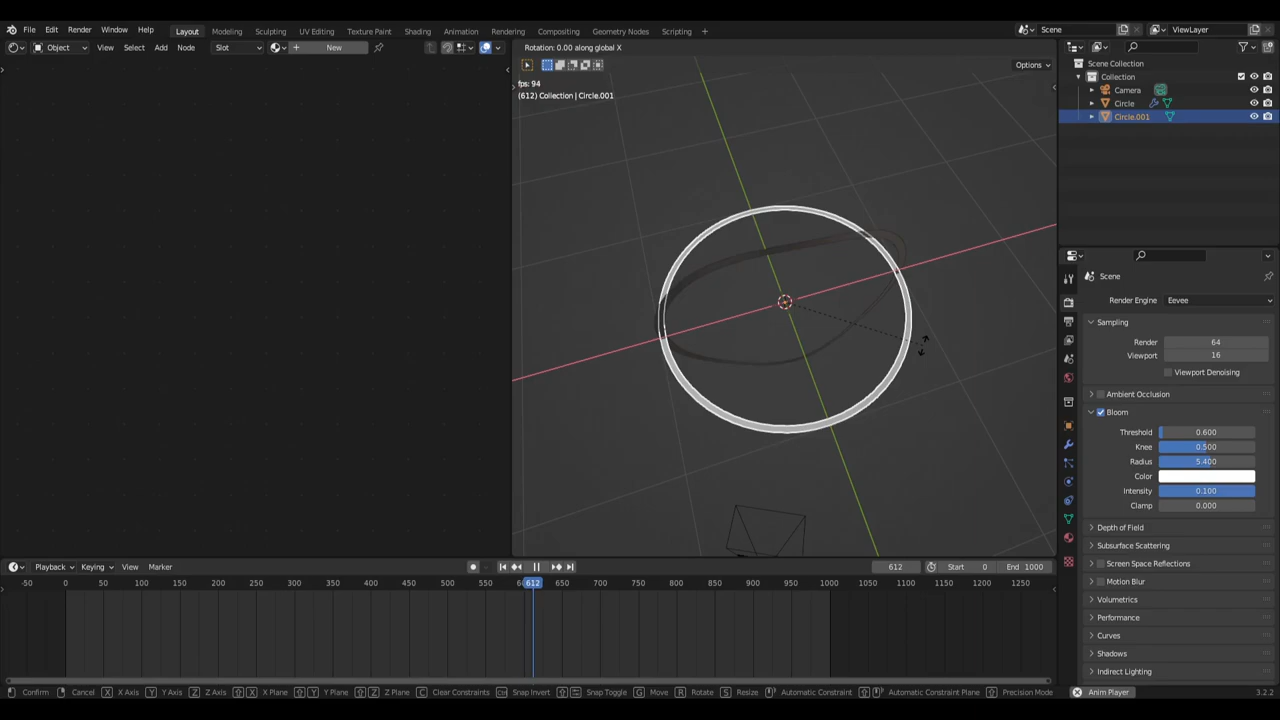 File Edit Render Window Help Layout Modeling Sculpting UV Editing Texture Paint Shading Animation Rendering Compositing Geometry Nodes Scripting + Scene ViewLayer
Object View Select Add Node Slot New
Rotation: 0.00 along global X
Options
fps: 94
(612) Collection | Circle.001
Scene Collection
Collection
Camera
Circle
Circle.001
Scene
Render Engine Eevee
Sampling
Render 64
Viewport 16
Viewport Denoising
Ambient Occlusion
Bloom
Threshold 0.600
Knee 0.500
Radius 5.400
Color
Intensity 0.100
Clamp 0.000
Depth of Field
Subsurface Scattering
Screen Space Reflections
Motion Blur
Volumetrics
Performance
Curves
Shadows
Indirect Lighting
Playback Keying View Marker 612 Start 0 End 1000
-50 0 50 100 150 200 250 300 350 400 450 500 550 612 650 700 750 800 850 900 950 1000 1050 1100 1150 1200 1250
Confirm Cancel X X Axis Y Y Axis Z Z Axis X X Plane Y Y Plane Z Z Plane C Clear Constraints Snap Invert Snap Toggle G Move R Rotate S Resize Automatic Constraint Automatic Constraint Plane Precision Mode Anim Player 3.2.2